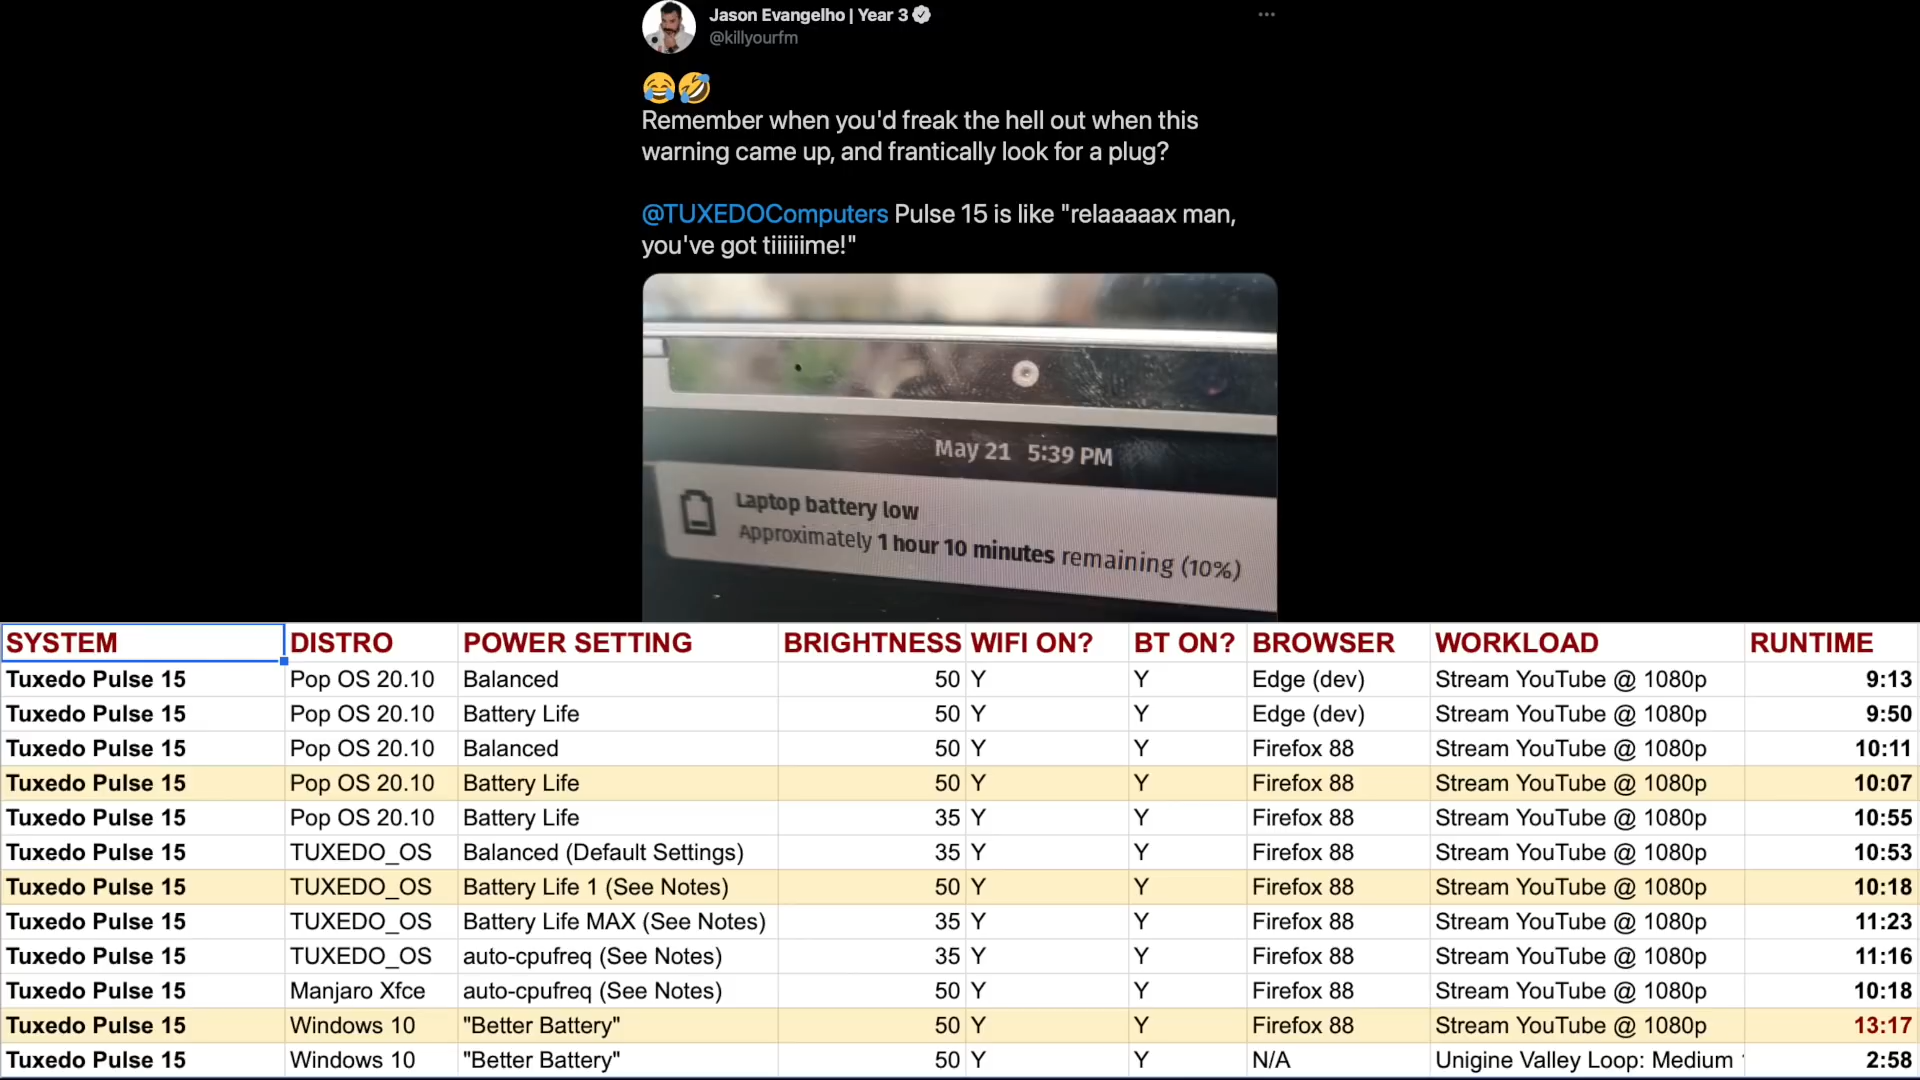 Jason Evangelho | Year 3
@killyourfm
😂🤣
Remember when you'd freak the hell out when this
warning came up, and frantically look for a plug?
@TUXEDOComputers Pulse 15 is like "relaaaaax man,
you've got tiiiiiime!"
May 21 5:39 PM
Laptop battery low
Approximately 1 hour 10 minutes remaining (10%)
SYSTEM DISTRO POWER SETTING BRIGHTNESS WIFI ON? BT ON? BROWSER WORKLOAD RUNTIME
Tuxedo Pulse 15 Pop OS 20.10 Balanced 50 Y Y Edge (dev) Stream YouTube @ 1080p 9:13
Tuxedo Pulse 15 Pop OS 20.10 Battery Life 50 Y Y Edge (dev) Stream YouTube @ 1080p 9:50
Tuxedo Pulse 15 Pop OS 20.10 Balanced 50 Y Y Firefox 88 Stream YouTube @ 1080p 10:11
Tuxedo Pulse 15 Pop OS 20.10 Battery Life 50 Y Y Firefox 88 Stream YouTube @ 1080p 10:07
Tuxedo Pulse 15 Pop OS 20.10 Battery Life 35 Y Y Firefox 88 Stream YouTube @ 1080p 10:55
Tuxedo Pulse 15 TUXEDO_OS Balanced (Default Settings) 35 Y Y Firefox 88 Stream YouTube @ 1080p 10:53
Tuxedo Pulse 15 TUXEDO_OS Battery Life 1 (See Notes) 50 Y Y Firefox 88 Stream YouTube @ 1080p 10:18
Tuxedo Pulse 15 TUXEDO_OS Battery Life MAX (See Notes) 35 Y Y Firefox 88 Stream YouTube @ 1080p 11:23
Tuxedo Pulse 15 TUXEDO_OS auto-cpufreq (See Notes) 35 Y Y Firefox 88 Stream YouTube @ 1080p 11:16
Tuxedo Pulse 15 Manjaro Xfce auto-cpufreq (See Notes) 50 Y Y Firefox 88 Stream YouTube @ 1080p 10:18
Tuxedo Pulse 15 Windows 10 "Better Battery" 50 Y Y Firefox 88 Stream YouTube @ 1080p 13:17
Tuxedo Pulse 15 Windows 10 "Better Battery" 50 Y Y N/A Unigine Valley Loop: Medium 2:58